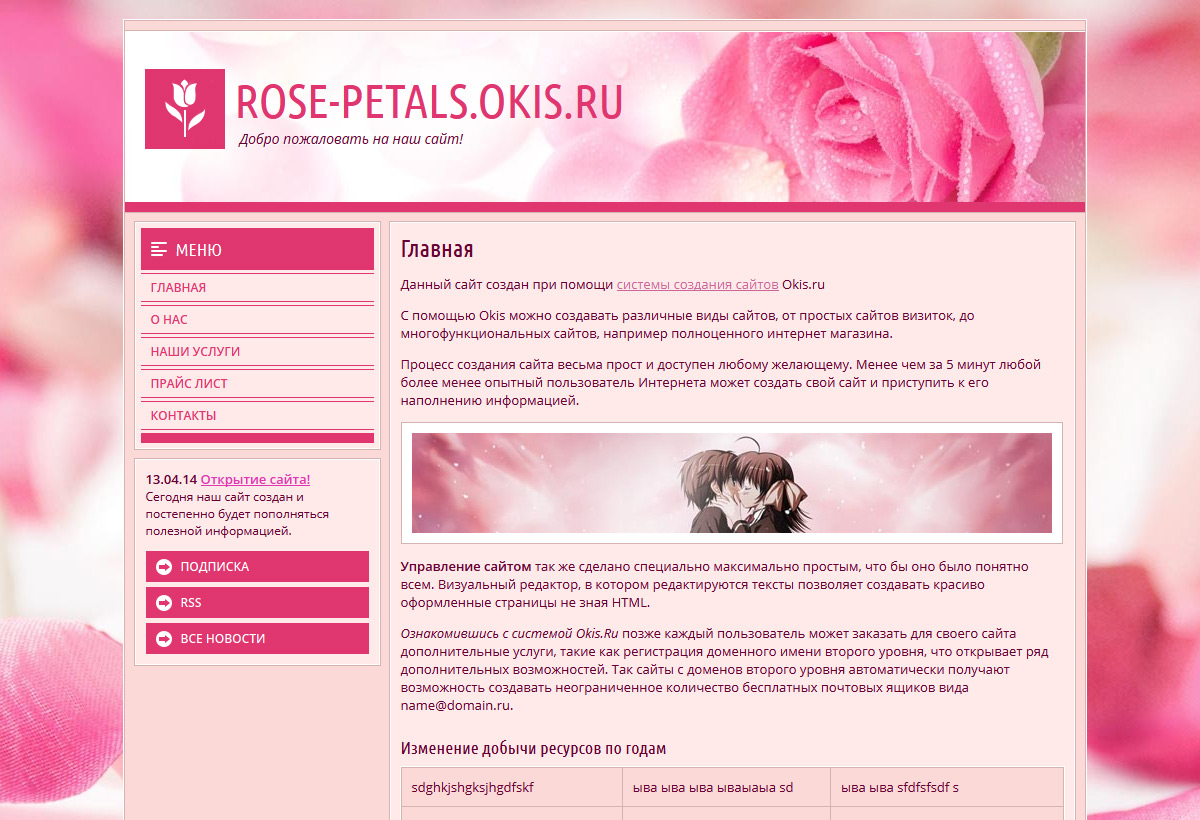 ROSE-PETALS.OKIS.RU
Добро пожаловать на наш сайт!
МЕНЮ
ГЛАВНАЯ
О НАС
НАШИ УСЛУГИ
ПРАЙС ЛИСТ
КОНТАКТЫ
13.04.14 Открытие сайта!
Сегодня наш сайт создан и
постепенно будет пополняться
полезной информацией.
ПОДПИСКА
RSS
ВСЕ НОВОСТИ
Главная
Данный сайт создан при помощи системы создания сайтов Okis.ru
С помощью Okis можно создавать различные виды сайтов, от простых сайтов визиток, до
многофункциональных сайтов, например полноценного интернет магазина.
Процесс создания сайта весьма прост и доступен любому желающему. Менее чем за 5 минут любой
более менее опытный пользователь Интернета может создать свой сайт и приступить к его
наполнению информацией.
Управление сайтом так же сделано специально максимально простым, что бы оно было понятно
всем. Визуальный редактор, в котором редактируются тексты позволяет создавать красиво
оформленные страницы не зная HTML.
Ознакомившись с системой Okis.Ru позже каждый пользователь может заказать для своего сайта
дополнительные услуги, такие как регистрация доменного имени второго уровня, что открывает ряд
дополнительных возможностей. Так сайты с доменов второго уровня автоматически получают
возможность создавать неограниченное количество бесплатных почтовых ящиков вида
name@domain.ru.
Изменение добычи ресурсов по годам
sdghkjshgksjhgdfskf ыва ыва ыва ываыаыа sd ыва ыва sfdfsfsdf s